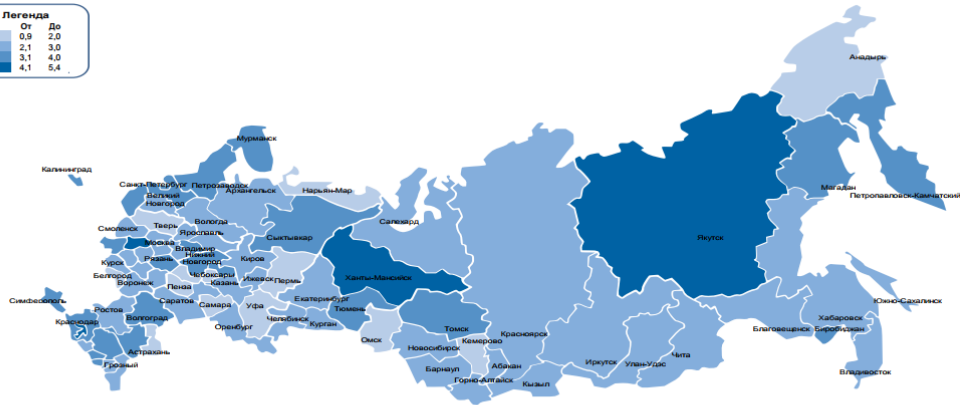 Легенда
От До
0,9 2,0
2,1 3,0
3,1 4,0
4,1 5,4
Анадырь
Мурманск
Калининград
Санкт-Петербург
Петрозаводск
Архангельск
Нарьян-Мар
Великий
Новгород
Магадан
Петропавловск-Камчатский
Салехард
Смоленск
Тверь
Вологда
Ярославль
Сыктывкар
Якутск
Москва
Владимир
Нижний
Новгород
Рязань
Киров
Курск
Белгород
Воронеж
Чебоксары
Казань
Ижевск
Пермь
Ханты-Мансийск
Пенза
Симферополь
Саратов
Самара
Уфа
Екатеринбург
Тюмень
Южно-Сахалинск
Ростов
Краснодар
Волгоград
Оренбург
Челябинск
Курган
Хабаровск
Благовещенск
Биробиджан
Томск
Красноярск
Омск
Кемерово
Новосибирск
Астрахань
Грозный
Барнаул
Абакан
Иркутск
Улан-Удэ
Чита
Владивосток
Горно-Алтайск
Кызыл